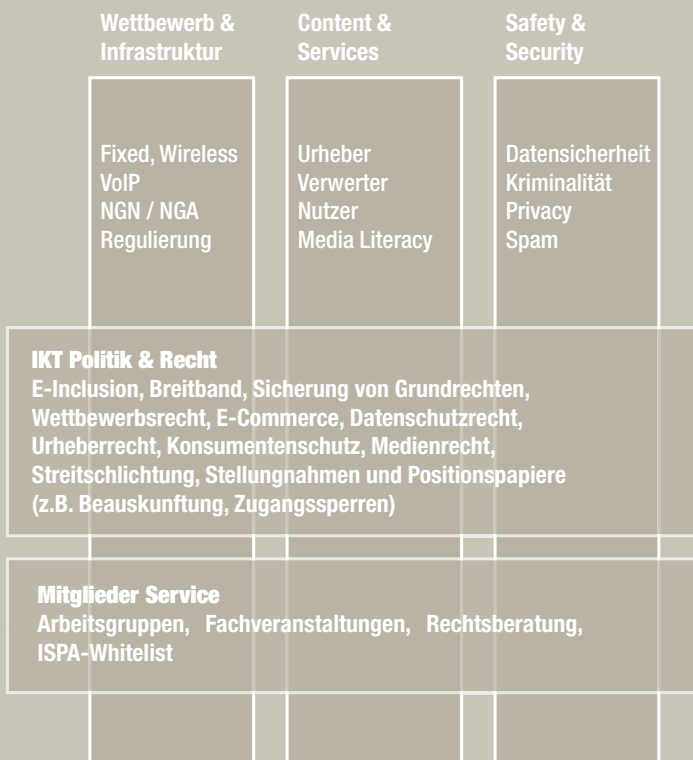 Wettbewerb &
Infrastruktur
Fixed, Wireless
VoIP
NGN / NGA
Regulierung
Content &
Services
Urheber
Verwerter
Nutzer
Media Literacy
Safety &
Security
Datensicherheit
Kriminalität
Privacy
Spam
IKT Politik & Recht
E-Inclusion, Breitband, Sicherung von Grundrechten,
Wettbewerbsrecht, E-Commerce, Datenschutzrecht,
Urheberrecht, Konsumentenschutz, Medienrecht,
Streitschlichtung, Stellungnahmen und Positionspapiere
(z.B. Beauskunftung, Zugangssperren)
Mitglieder Service
Arbeitsgruppen, Fachveranstaltungen, Rechtsberatung,
ISPA-Whitelist